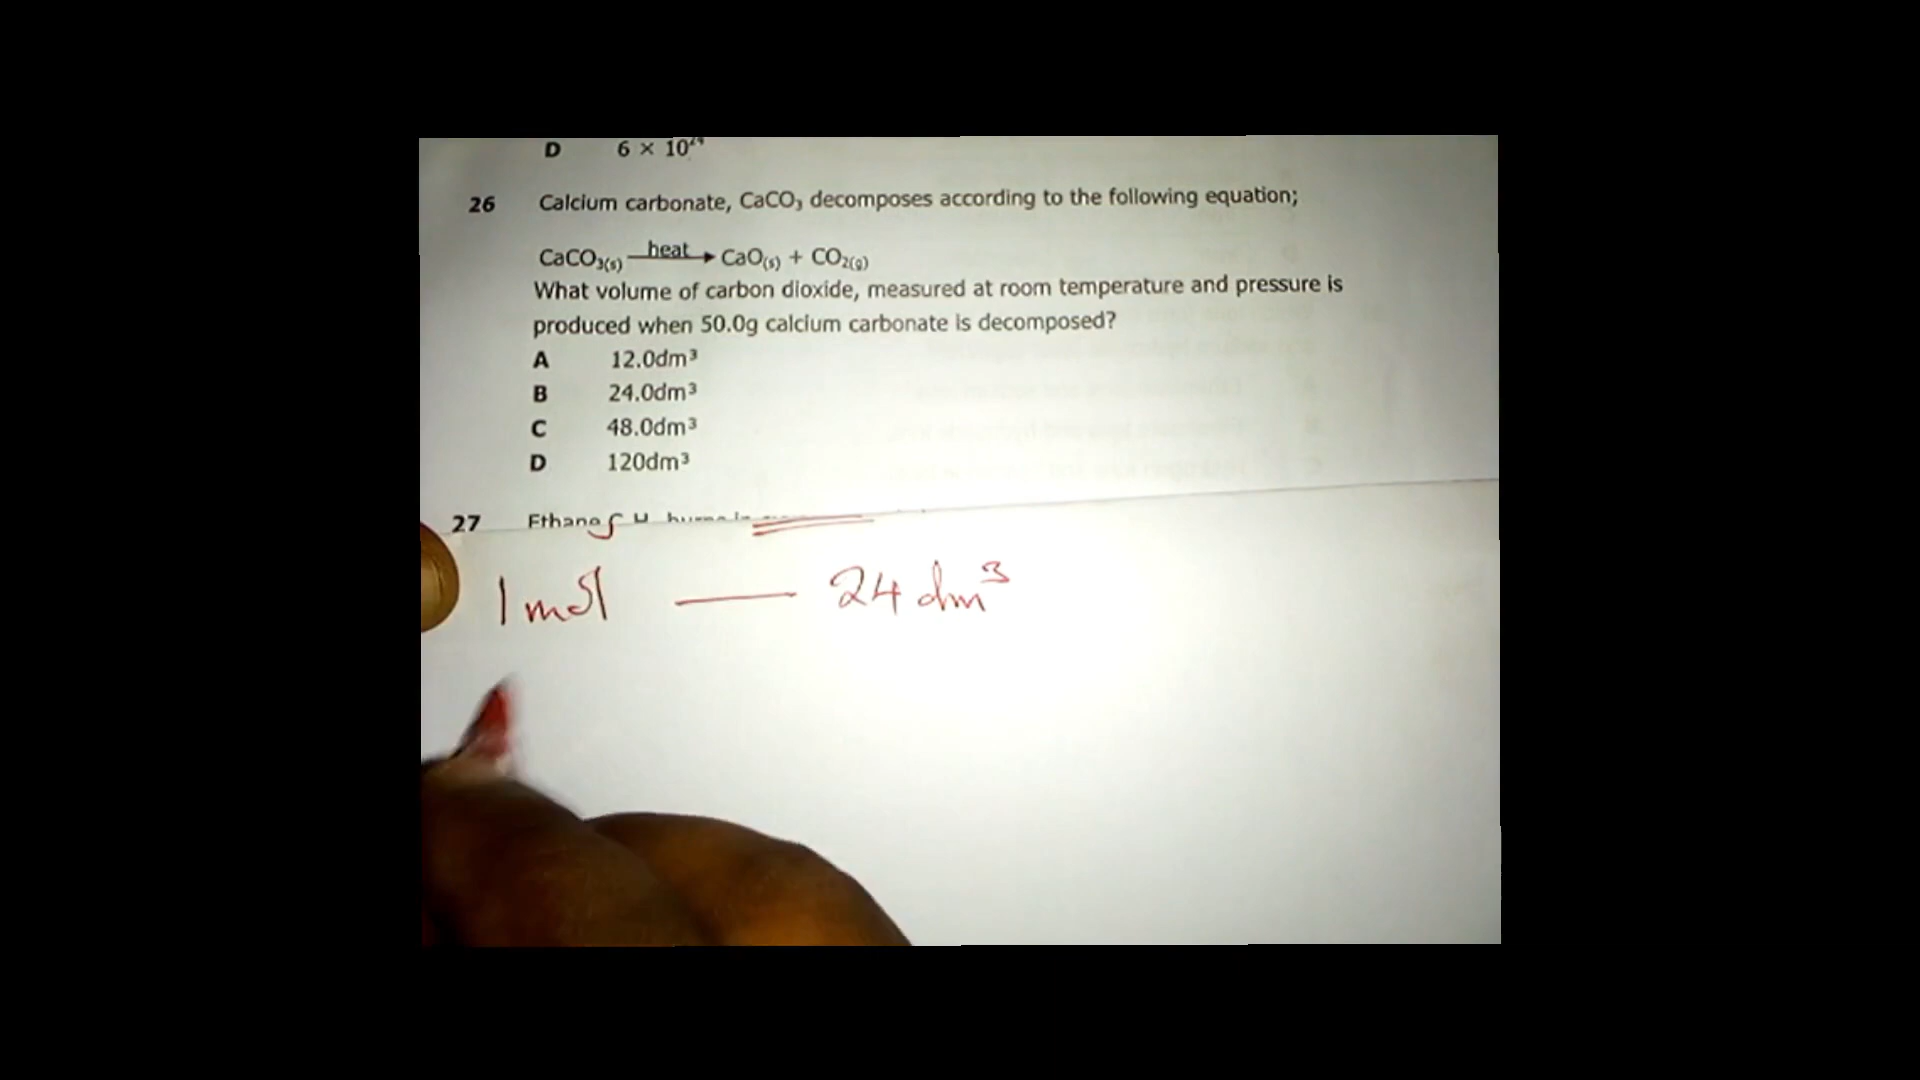 D 6 × 10²⁴
26 Calcium carbonate, CaCO₃ decomposes according to the following equation;
heat
CaCO₃(s) → CaO(s) + CO₂(g)
What volume of carbon dioxide, measured at room temperature and pressure is
produced when 50.0g calcium carbonate is decomposed?
A 12.0dm³
B 24.0dm³
C 48.0dm³
D 120dm³
27 Ethane
1 mol — 24 dm³